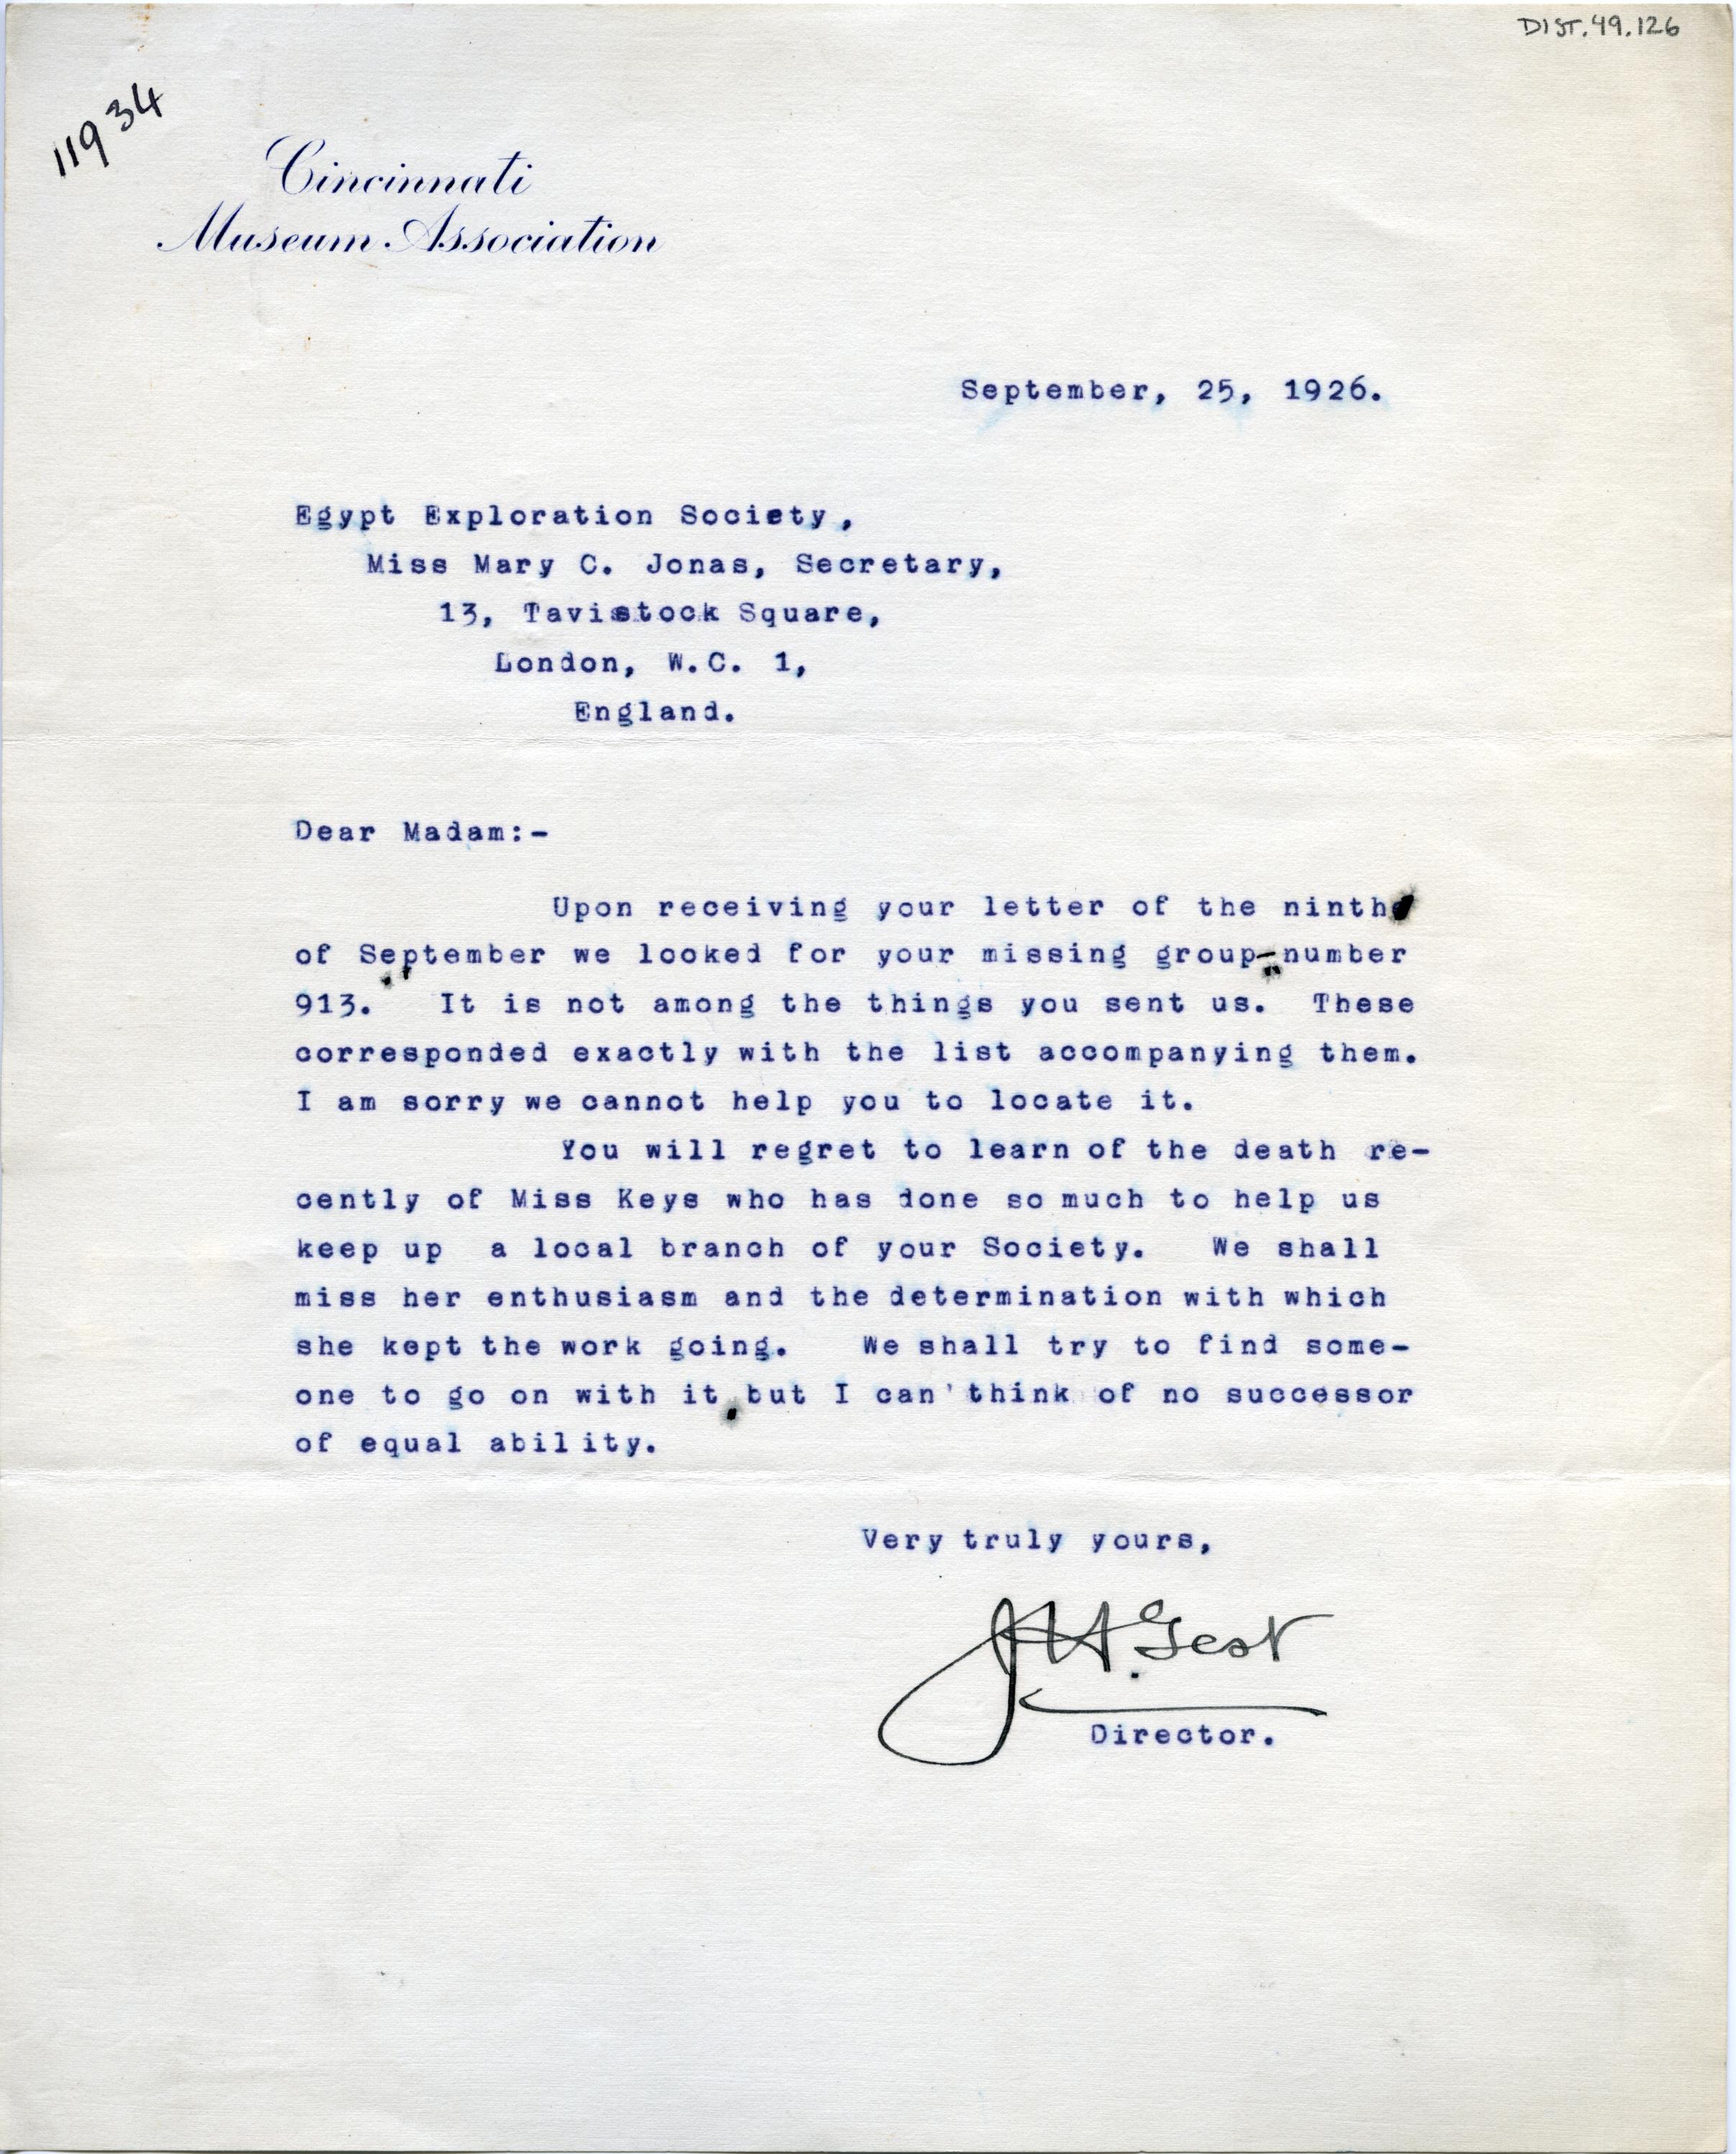 DIST.49.126
11934
Cincinnati
Museum Association
September, 25, 1926.
Egypt Exploration Society,
Miss Mary C. Jonas, Secretary,
13, Tavistock Square,
London, W.C. 1,
England.
Dear Madam:-
Upon receiving your letter of the ninth
of September we looked for your missing group-number
913. It is not among the things you sent us. These
corresponded exactly with the list accompanying them.
I am sorry we cannot help you to locate it.
You will regret to learn of the death re-
cently of Miss Keys who has done so much to help us
keep up a local branch of your Society. We shall
miss her enthusiasm and the determination with which
she kept the work going. We shall try to find some-
one to go on with it, but I can'think of no successor
of equal ability.
Very truly yours,
J H. Gest
Director.